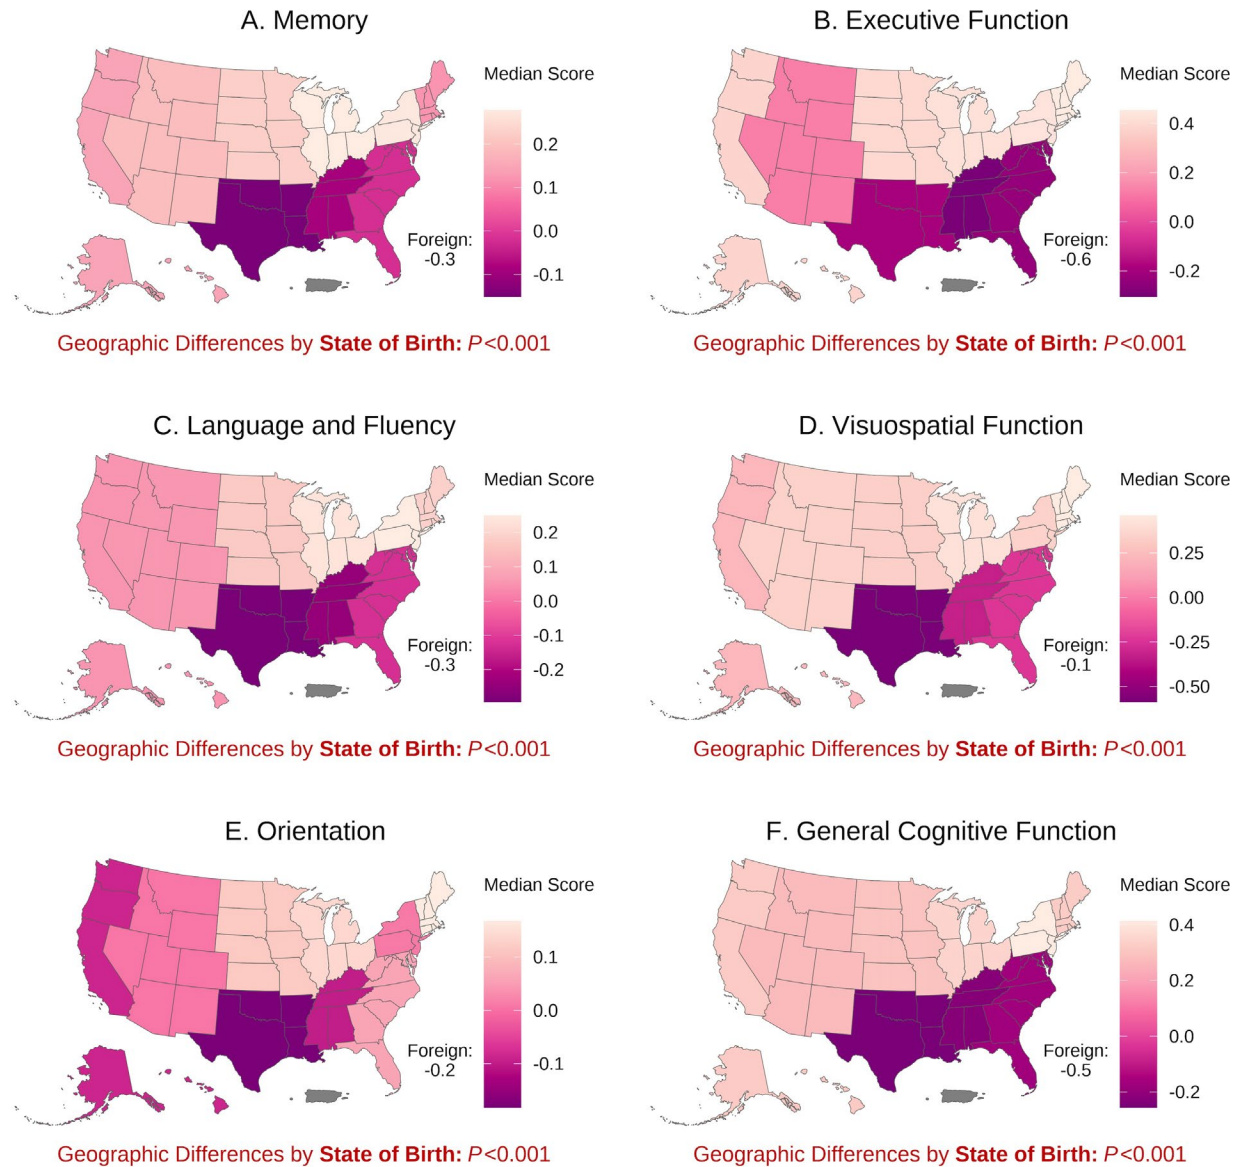 A. Memory
Median Score
0.2
0.1
0.0
-0.1
Foreign:
-0.3
Geographic Differences by State of Birth: P<0.001
B. Executive Function
Median Score
0.4
0.2
0.0
-0.2
Foreign:
-0.6
Geographic Differences by State of Birth: P<0.001
C. Language and Fluency
Median Score
0.2
0.1
0.0
-0.1
-0.2
Foreign:
-0.3
Geographic Differences by State of Birth: P<0.001
D. Visuospatial Function
Median Score
0.25
0.00
-0.25
-0.50
Foreign:
-0.1
Geographic Differences by State of Birth: P<0.001
E. Orientation
Median Score
0.1
0.0
-0.1
Foreign:
-0.2
Geographic Differences by State of Birth: P<0.001
F. General Cognitive Function
Median Score
0.4
0.2
0.0
-0.2
Foreign:
-0.5
Geographic Differences by State of Birth: P<0.001